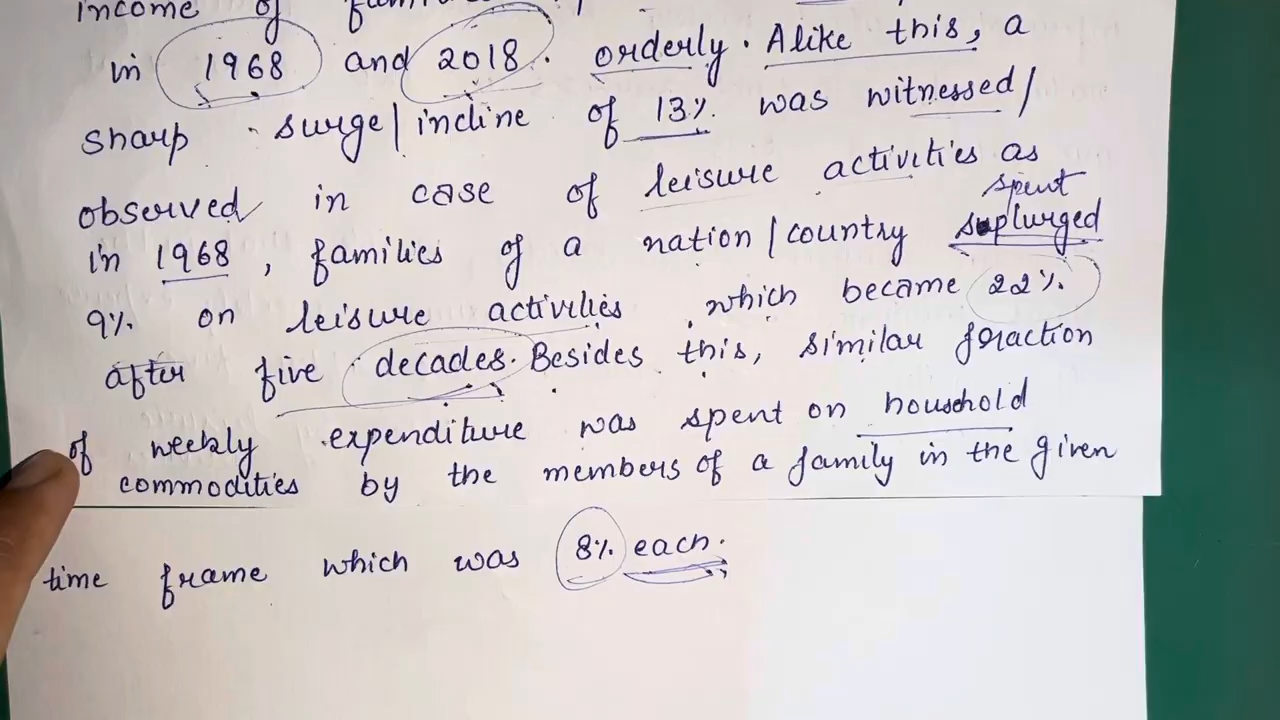 income of
in 1968 and 2018. orderly. Alike this, a
sharp surge/incline of 13% was witnessed/
observed in case of leisure activities as
spent
in 1968, families of a nation/country suplurged
9% on leisure activities which became 22%.
after five decades. Besides this, similar fraction
of weekly expenditure was spent on household
commodities by the members of a family in the given
time frame which was 8% each.